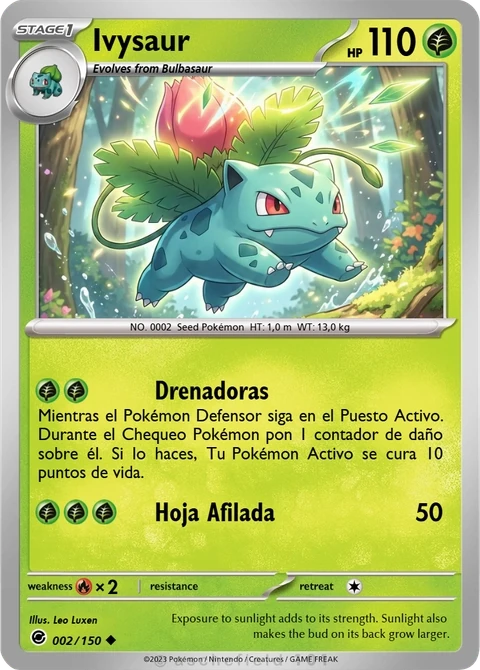 STAGE 1
Ivysaur
HP 110
Evolves from Bulbasaur
NO. 0002 Seed Pokémon HT: 1,0 m WT: 13,0 kg
Drenadoras
Mientras el Pokémon Defensor siga en el Puesto Activo.
Durante el Chequeo Pokémon pon 1 contador de daño
sobre él. Si lo haces, Tu Pokémon Activo se cura 10
puntos de vida.
Hoja Afilada 50
weakness ×2 resistance retreat
Illus. Leo Luxen
Exposure to sunlight adds to its strength. Sunlight also
makes the bud on its back grow larger.
002/150
©2023 Pokémon / Nintendo / Creatures / GAME FREAK